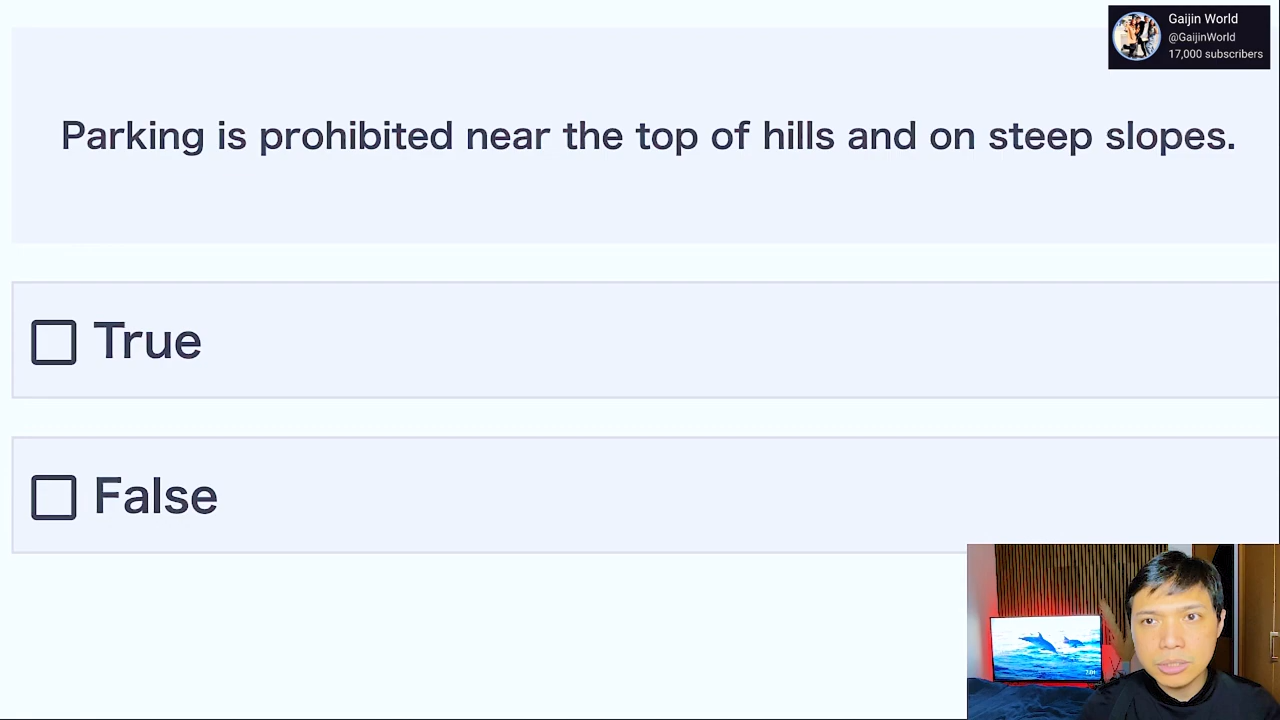 Gaijin World
@GaijinWorld
17,000 subscribers
Parking is prohibited near the top of hills and on steep slopes.
True
False